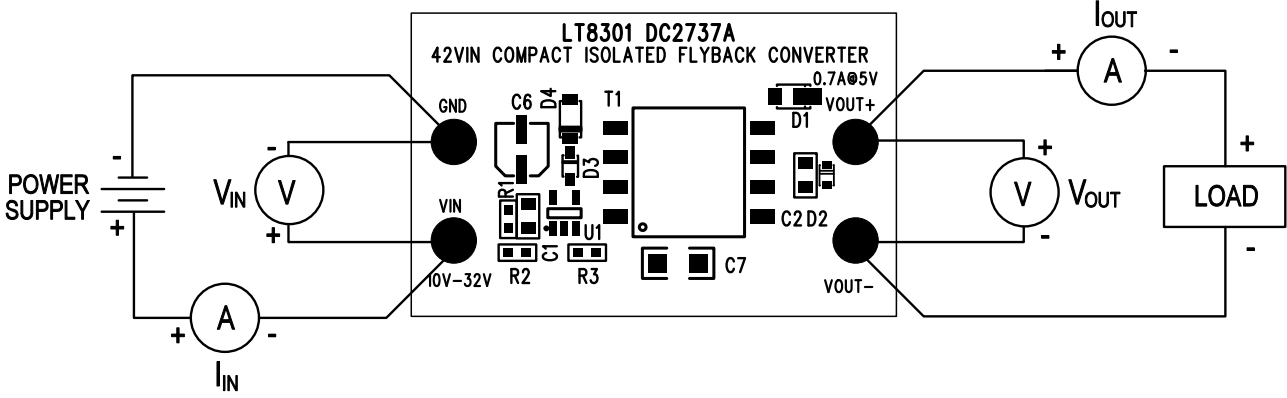 LT8301 DC2737A
42VIN COMPACT ISOLATED FLYBACK CONVERTER
0.7A@5V
IOUT
+ A -
GND
C6
D4
T1
D1
VOUT+
-
POWER
SUPPLY
+
-
VIN
V
+
D3
R1
VIN
C1
U1
C2 D2
+
V
VOUT
-
+
LOAD
-
10V-32V
R2
R3
C7
VOUT-
+ A -
IIN